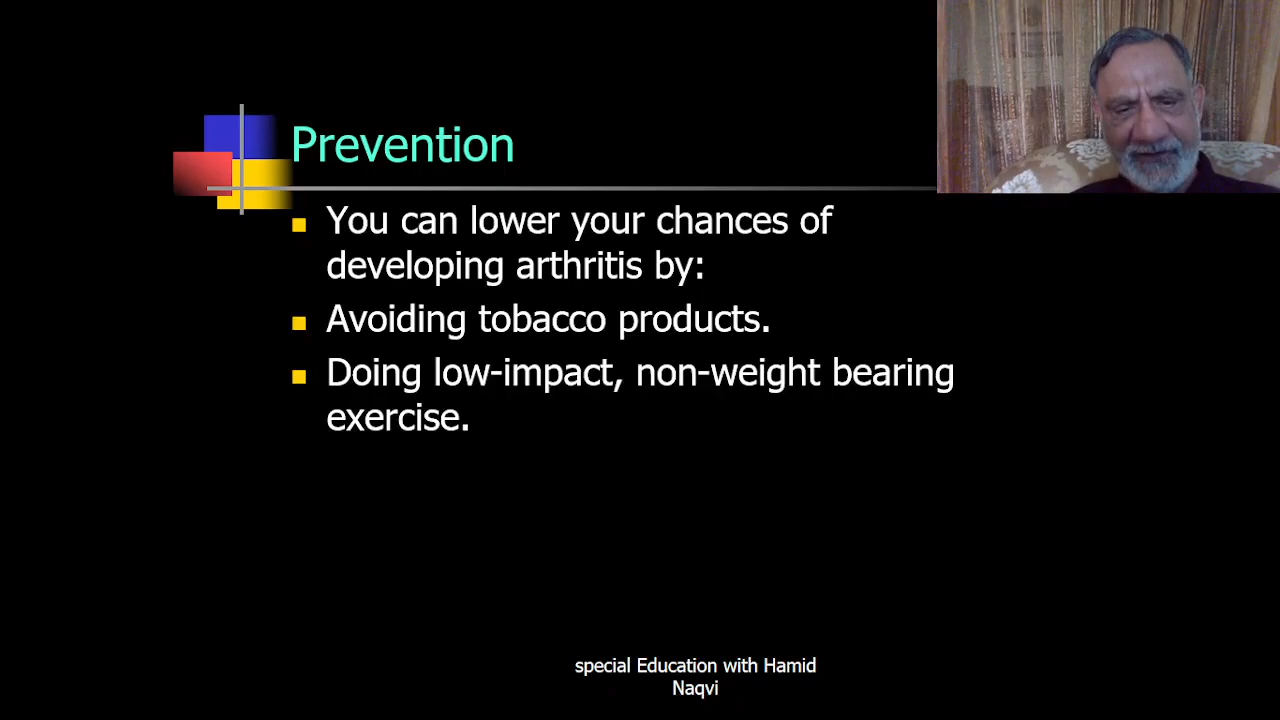 Prevention
You can lower your chances of
developing arthritis by:
Avoiding tobacco products.
Doing low-impact, non-weight bearing
exercise.
special Education with Hamid
Naqvi